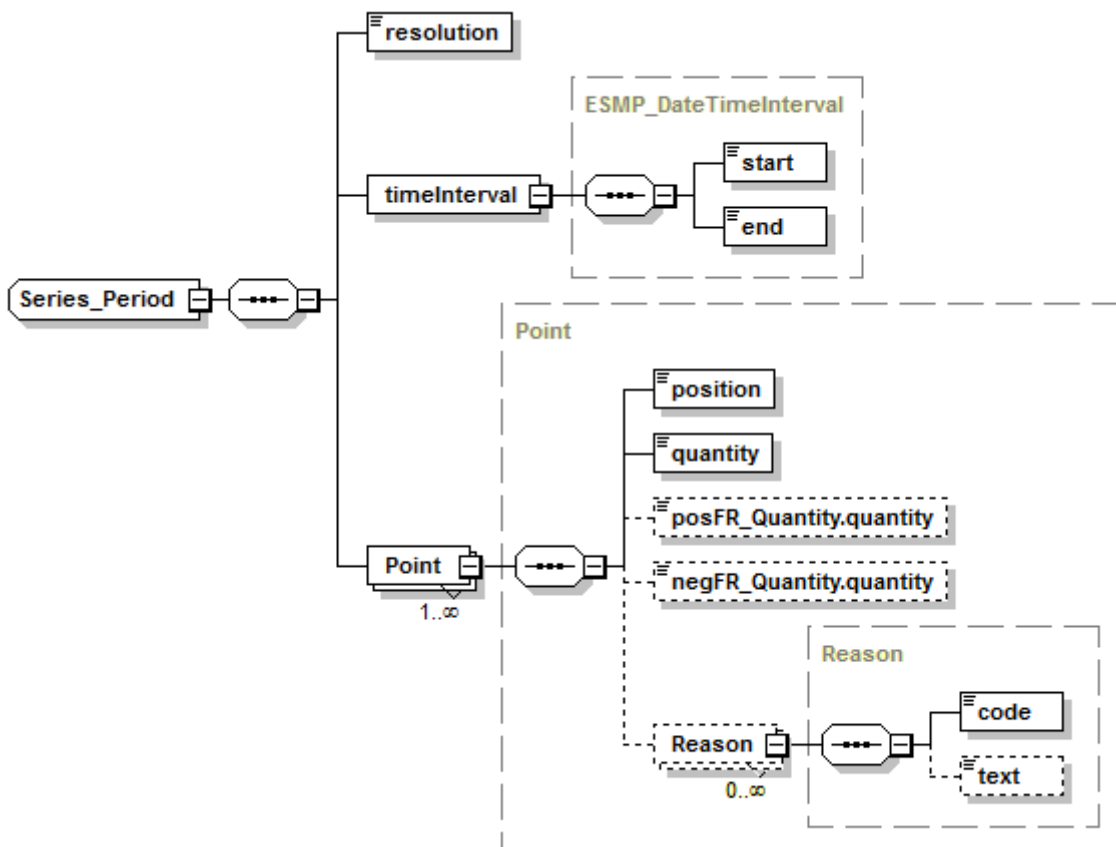 resolution
ESMP_DateTimeInterval
start
timeInterval
end
Series_Period
Point
position
quantity
posFR_Quantity.quantity
Point
1..∞
negFR_Quantity.quantity
Reason
code
Reason
0..∞
text